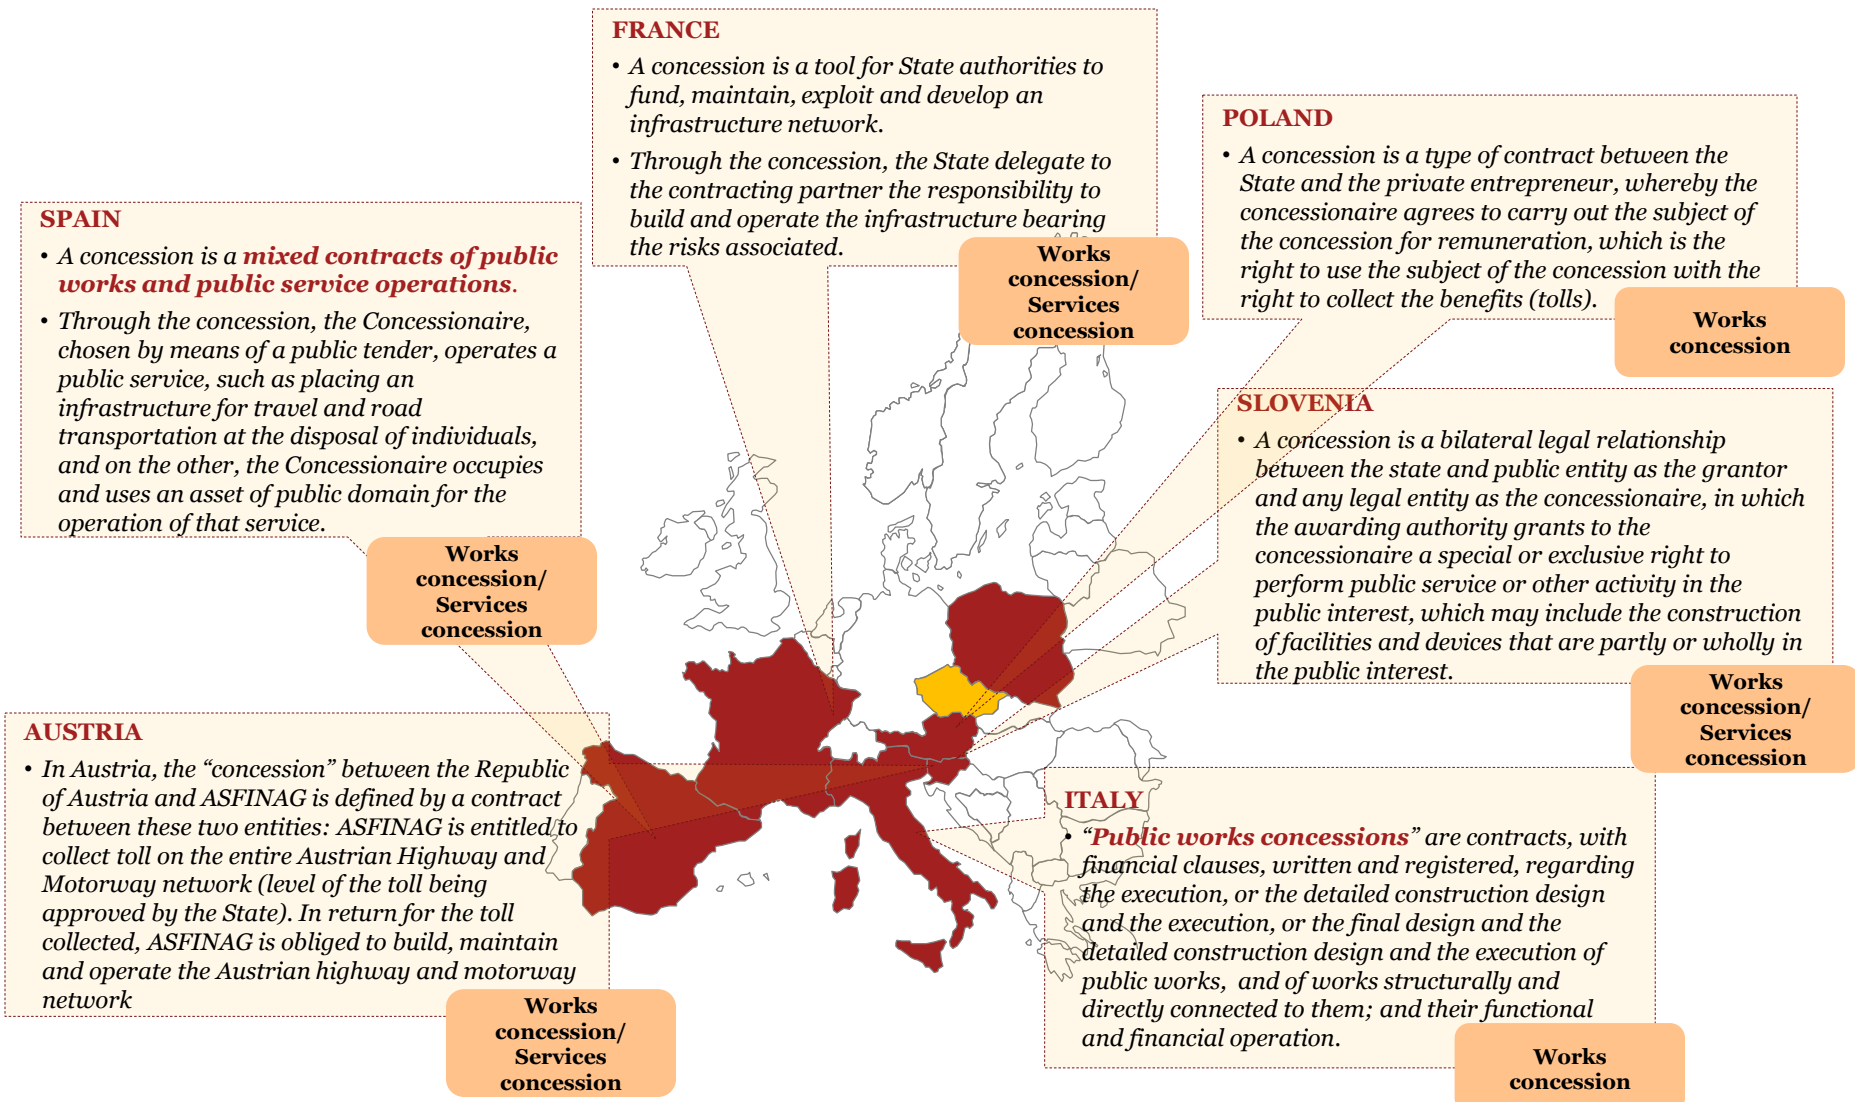 FRANCE
• A concession is a tool for State authorities to
fund, maintain, exploit and develop an
infrastructure network.
• Through the concession, the State delegate to
the contracting partner the responsibility to
build and operate the infrastructure bearing
the risks associated.
Works
concession/
Services
concession
POLAND
• A concession is a type of contract between the
State and the private entrepreneur, whereby the
concessionaire agrees to carry out the subject of
the concession for remuneration, which is the
right to use the subject of the concession with the
right to collect the benefits (tolls).
Works
concession
SPAIN
• A concession is a mixed contracts of public
works and public service operations.
• Through the concession, the Concessionaire,
chosen by means of a public tender, operates a
public service, such as placing an
infrastructure for travel and road
transportation at the disposal of individuals,
and on the other, the Concessionaire occupies
and uses an asset of public domain for the
operation of that service.
Works
concession/
Services
concession
SLOVENIA
• A concession is a bilateral legal relationship
between the state and public entity as the grantor
and any legal entity as the concessionaire, in which
the awarding authority grants to the
concessionaire a special or exclusive right to
perform public service or other activity in the
public interest, which may include the construction
of facilities and devices that are partly or wholly in
the public interest.
Works
concession/
Services
concession
AUSTRIA
• In Austria, the “concession” between the Republic
of Austria and ASFINAG is defined by a contract
between these two entities: ASFINAG is entitled to
collect toll on the entire Austrian Highway and
Motorway network (level of the toll being
approved by the State). In return for the toll
collected, ASFINAG is obliged to build, maintain
and operate the Austrian highway and motorway
network
Works
concession/
Services
concession
ITALY
• “Public works concessions” are contracts, with
financial clauses, written and registered, regarding
the execution, or the detailed construction design
and the execution, or the final design and the
detailed construction design and the execution of
public works, and of works structurally and
directly connected to them; and their functional
and financial operation.
Works
concession